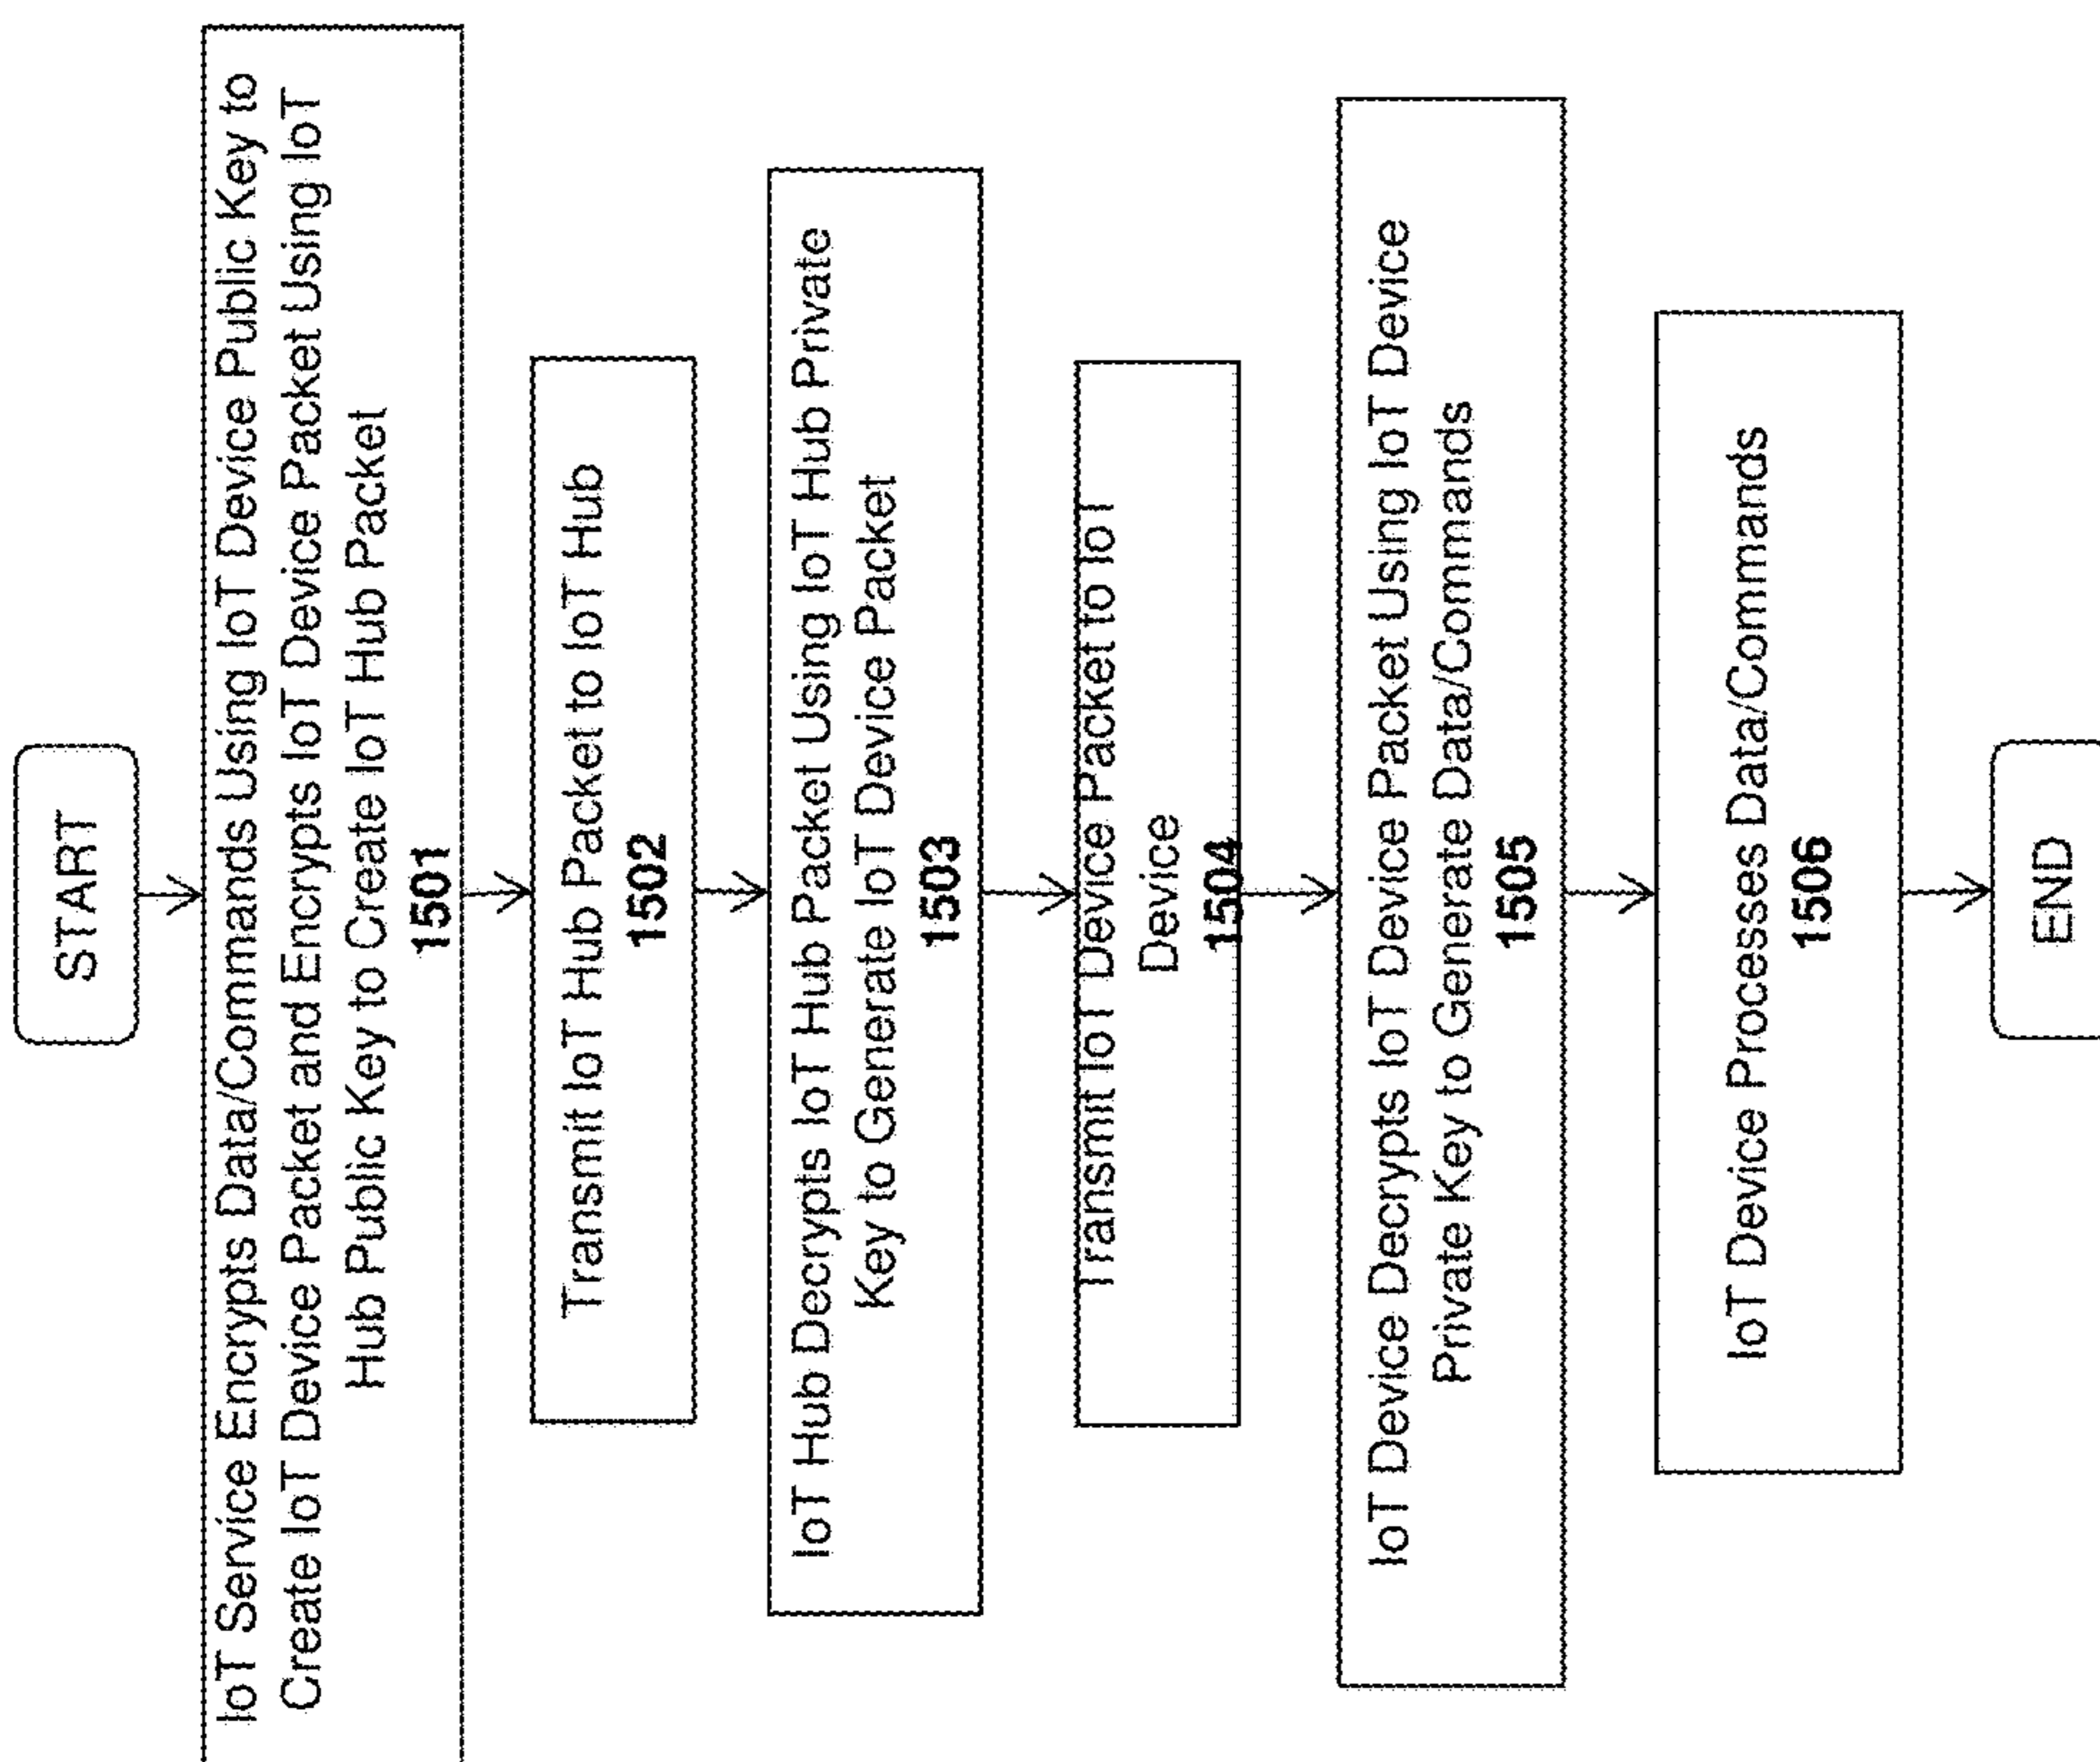 START
IoT Service Encrypts Data/Commands Using IoT Device Public Key to
Create IoT Device Packet and Encrypts IoT Device Packet Using IoT
Hub Public Key to Create IoT Hub Packet
1501
Transmit IoT Hub Packet to IoT Hub
1502
IoT Hub Decrypts IoT Hub Packet Using IoT Hub Private
Key to Generate IoT Device Packet
1503
Transmit IoT Device Packet to IoT
Device
1504
IoT Device Decrypts IoT Device Packet Using IoT Device
Private Key to Generate Data/Commands
1505
IoT Device Processes Data/Commands
1506
END